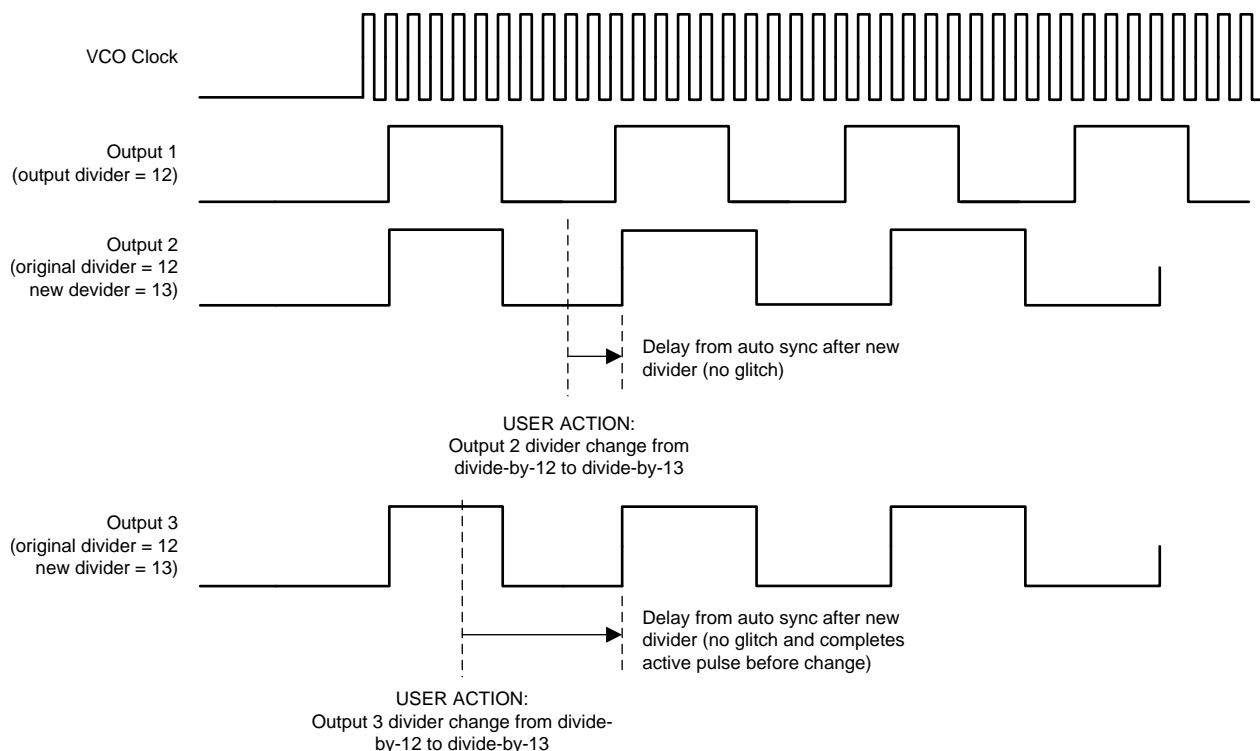 VCO Clock
Output 1
(output divider = 12)
Output 2
(original divider = 12
new devider = 13)
Delay from auto sync after new
divider (no glitch)
USER ACTION:
Output 2 divider change from
divide-by-12 to divide-by-13
Output 3
(original divider = 12
new divider = 13)
Delay from auto sync after new
divider (no glitch and completes
active pulse before change)
USER ACTION:
Output 3 divider change from divide-
by-12 to divide-by-13